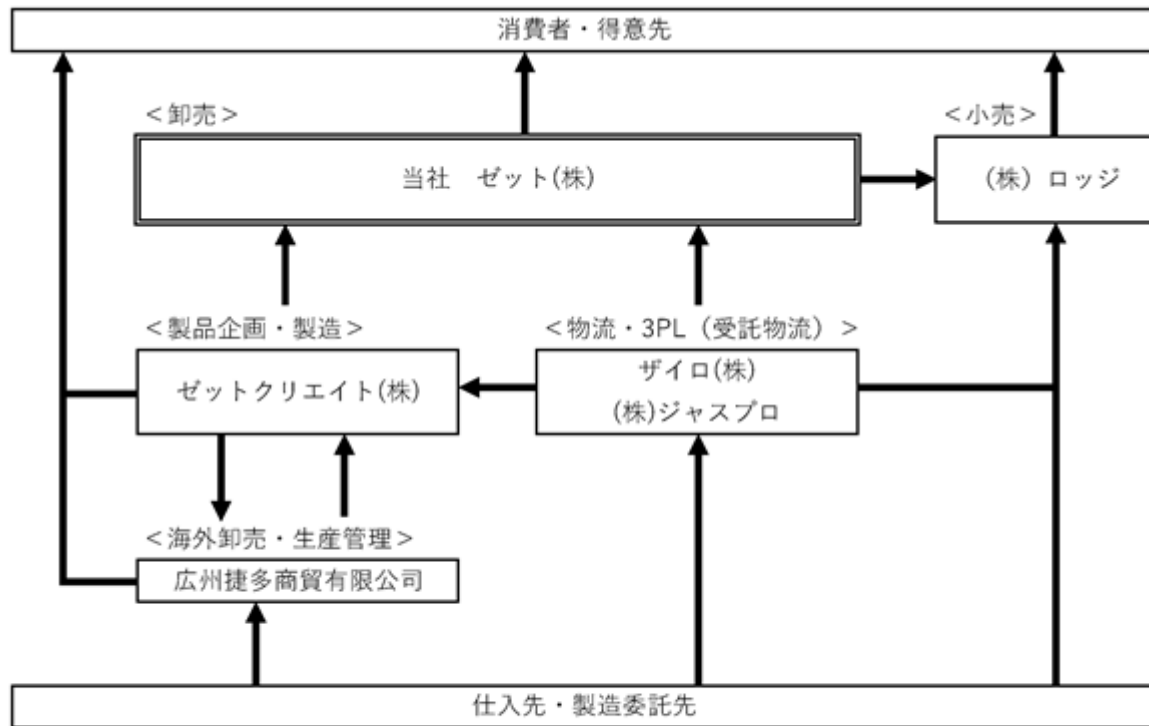 消費者・得意先
＜卸売＞
＜小売＞
当社　ゼット(株)
（株）ロッジ
＜製品企画・製造＞
＜物流・3PL（受託物流）＞
ゼットクリエイト(株)
ザイロ(株)
(株)ジャスプロ
＜海外卸売・生産管理＞
広州捷多商貿有限公司
仕入先・製造委託先